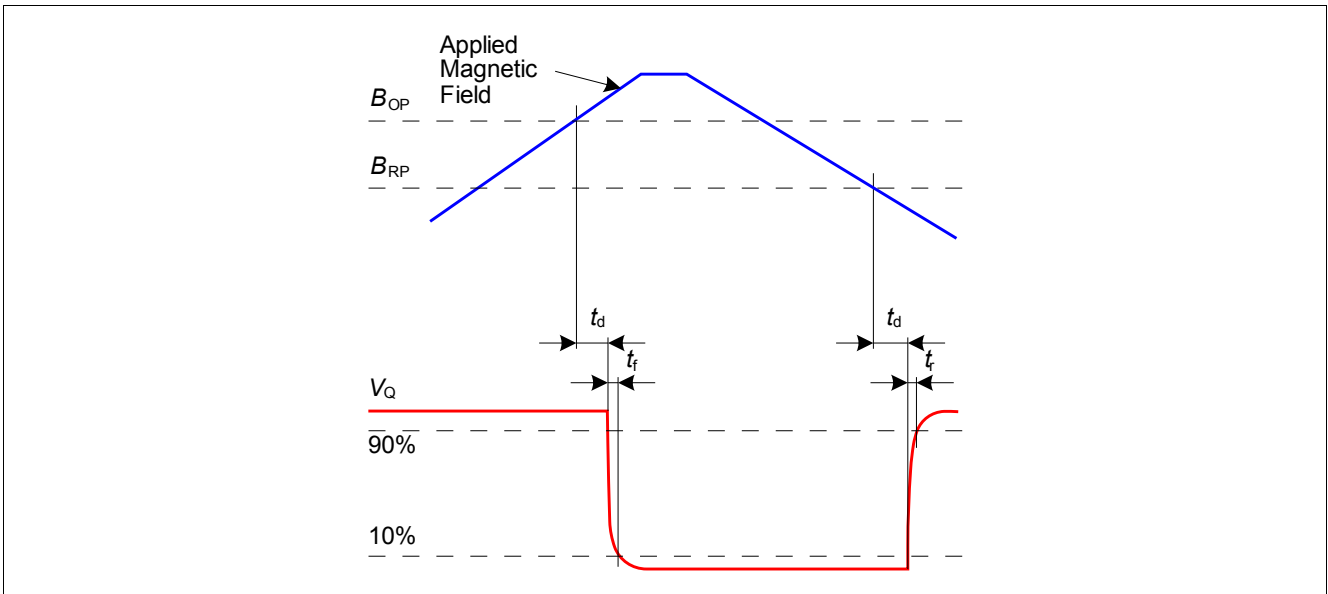 Applied
Magnetic
Field
BOP
BRP
td
td
tf
tr
VQ
90%
10%